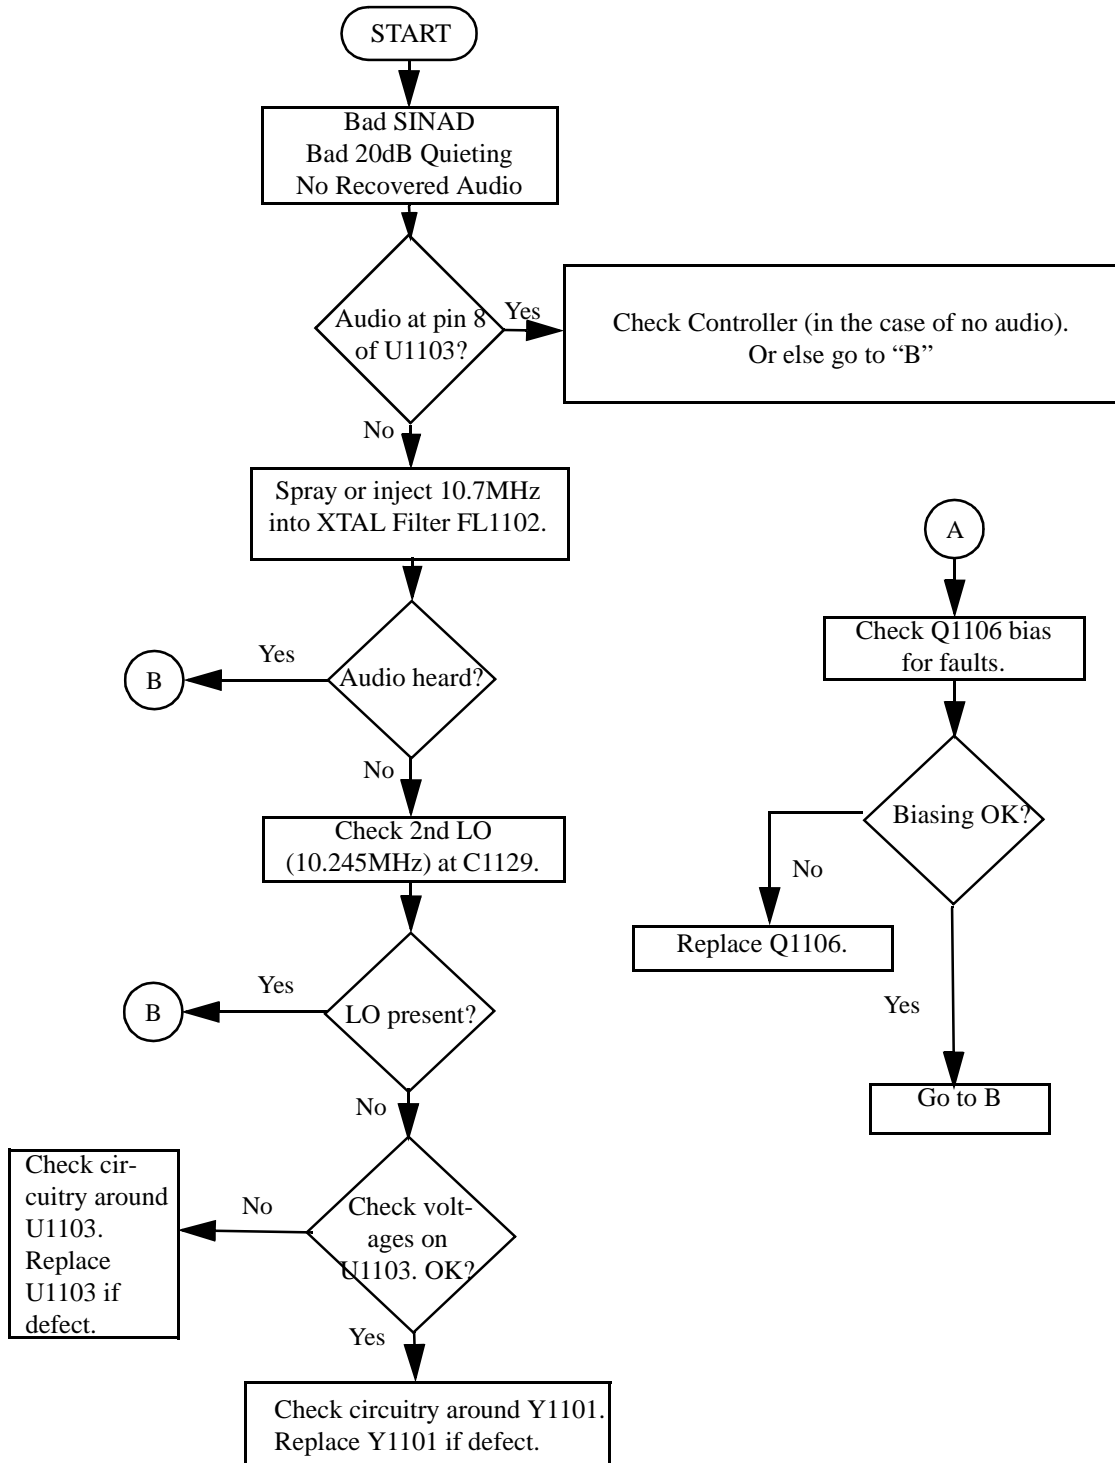 START
Bad SINAD
Bad 20dB Quieting
No Recovered Audio
Audio at pin 8
of U1103?
Yes
Check Controller (in the case of no audio).
Or else go to “B”
No
Spray or inject 10.7MHz
into XTAL Filter FL1102.
Audio heard?
Yes
B
No
Check 2nd LO
(10.245MHz) at C1129.
LO present?
Yes
B
No
Check volt-
ages on
U1103. OK?
No
Check cir-
cuitry around
U1103.
Replace
U1103 if
defect.
Yes
Check circuitry around Y1101.
Replace Y1101 if defect.
A
Check Q1106 bias
for faults.
Biasing OK?
No
Replace Q1106.
Yes
Go to B